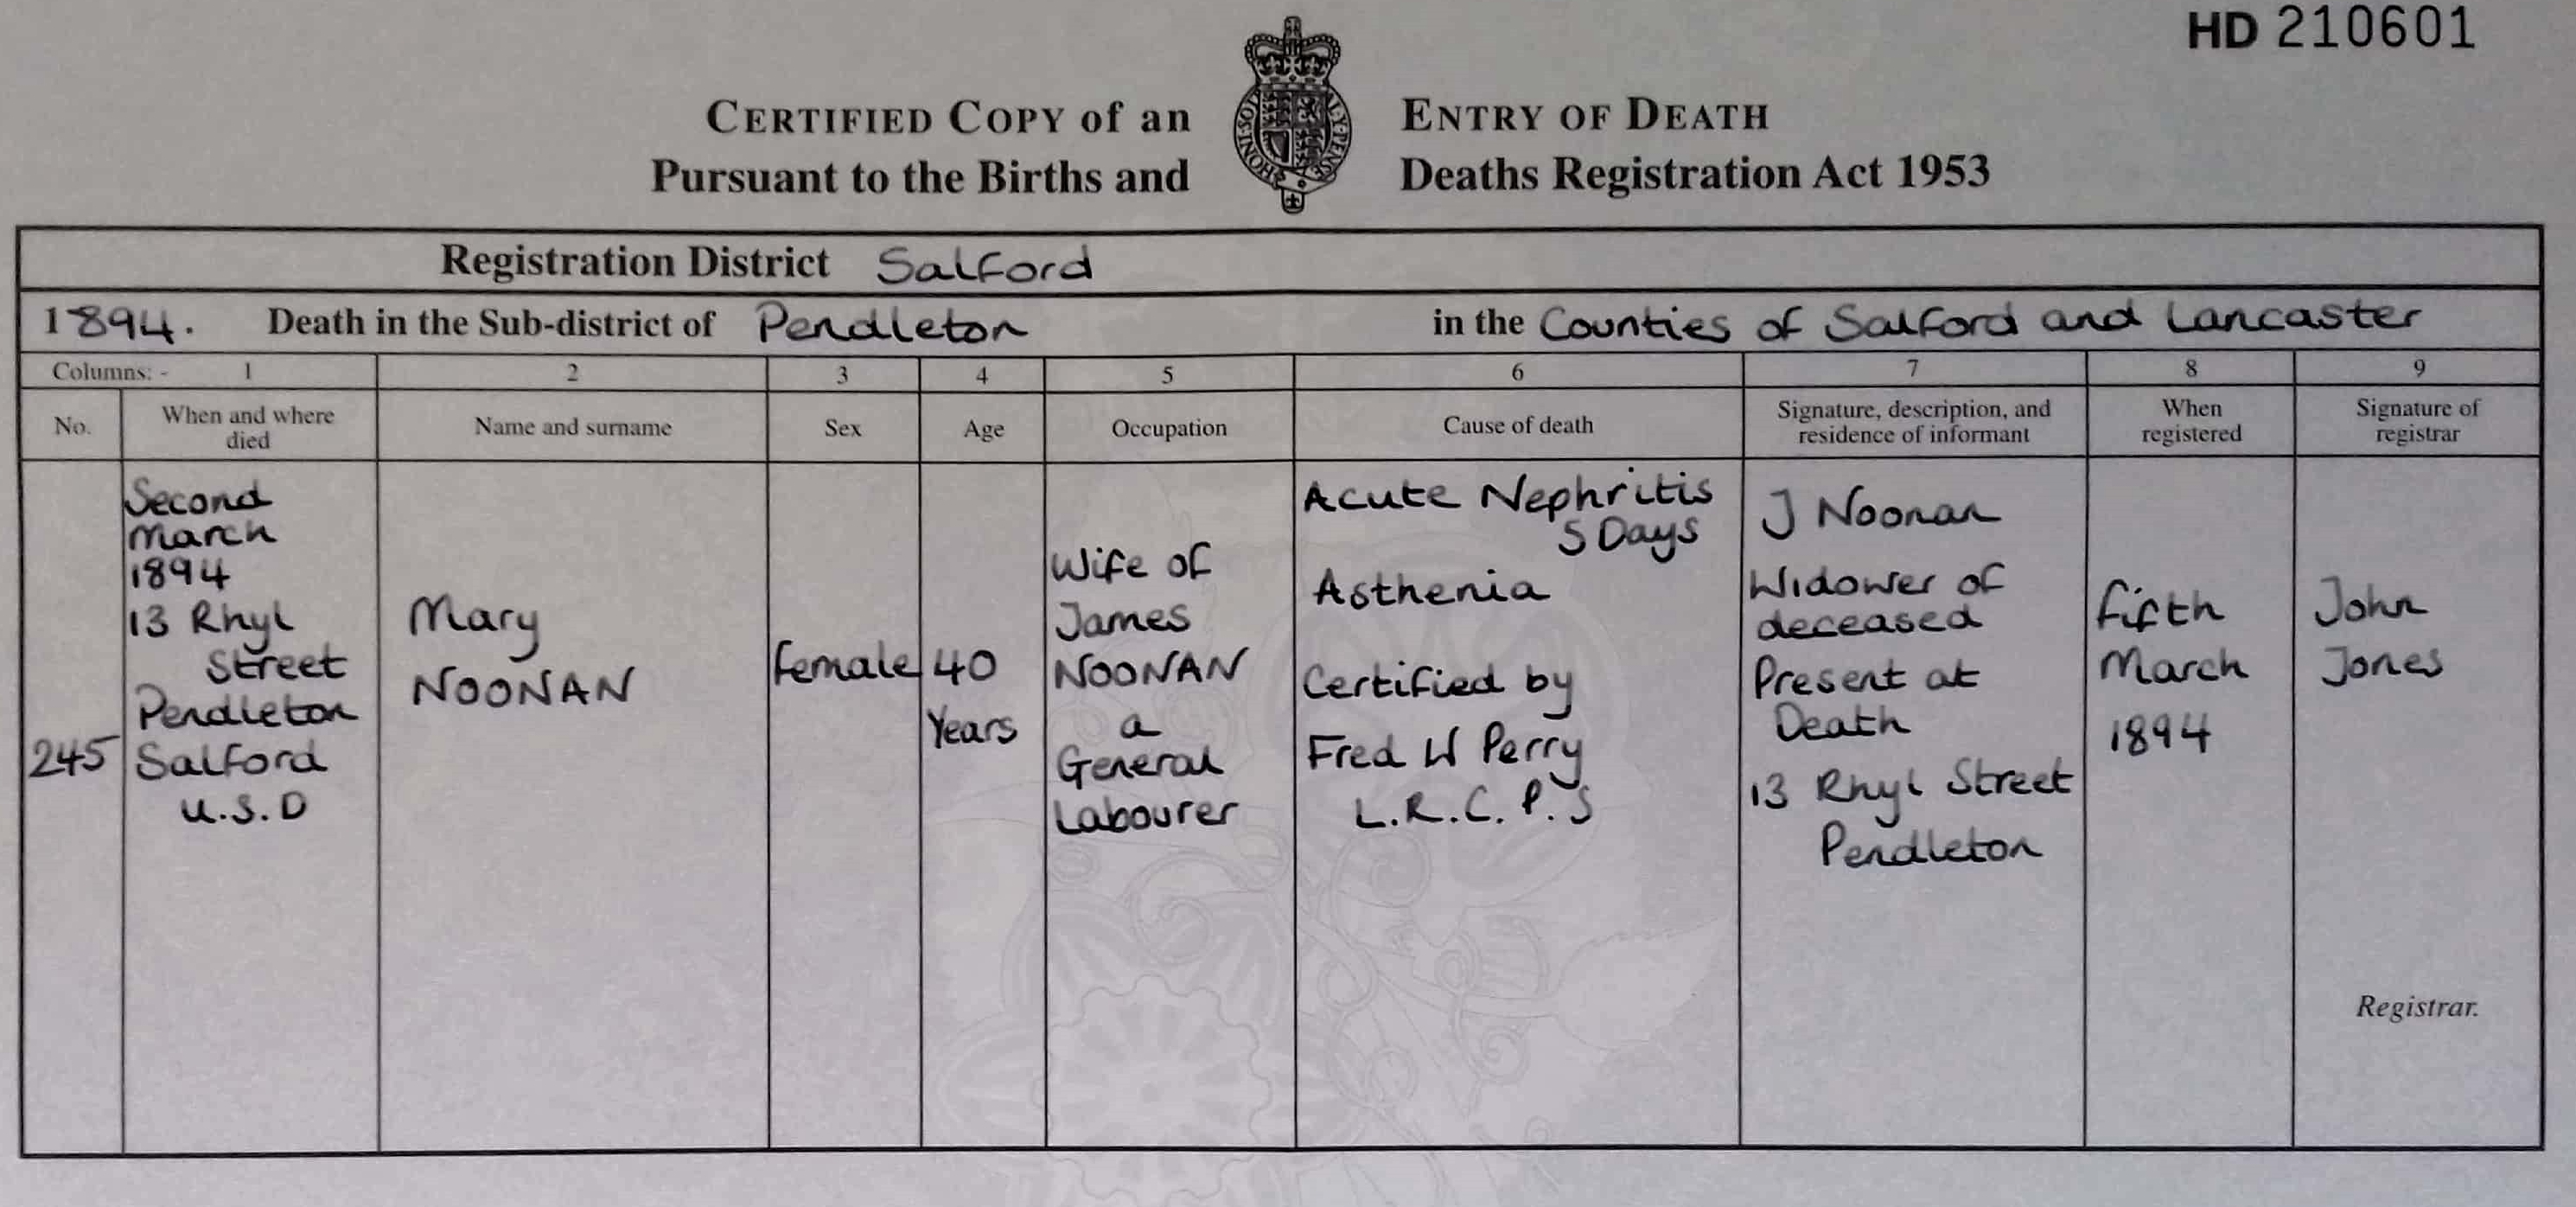 HD 210601
CERTIFIED COPY of an ENTRY OF DEATH
Pursuant to the Births and Deaths Registration Act 1953
HONI·SOIT
Registration District Salford
1894. Death in the Sub-district of Pendleton in the Counties of Salford and Lancaster
Columns: - 1 2 3 4 5 6 7 8 9
No.
When and where
died
Name and surname
Sex
Age
Occupation
Cause of death
Signature, description, and
residence of informant
When
registered
Signature of
registrar
245
Second
March
1894
13 Rhyl
Street
Pendleton
Salford
U.S.D
Mary
NOONAN
Female
40
Years
Wife of
James
NOONAN
a
General
Labourer
Acute Nephritis
5 Days
Asthenia
Certified by
Fred W Perry
L.R.C.P.S
J Noonan
Widower of
deceased
Present at
Death
13 Rhyl Street
Pendleton
Fifth
March
1894
John
Jones
Registrar.